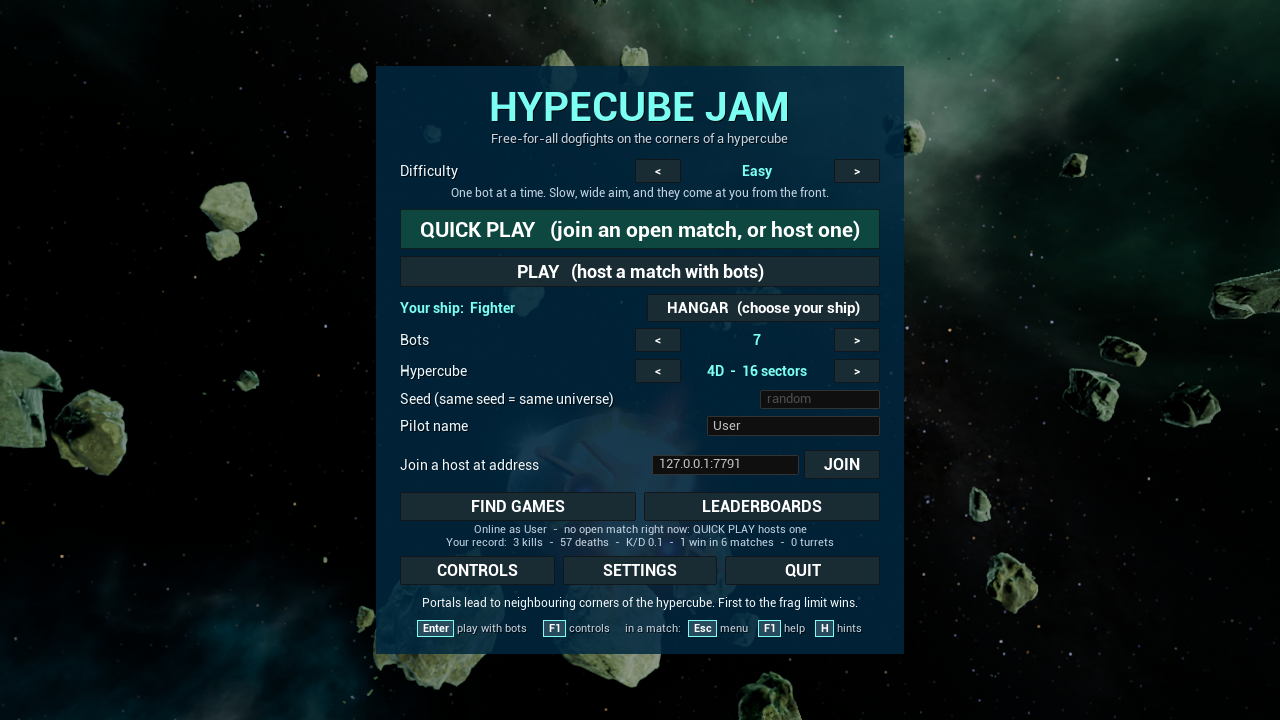 HYPECUBE JAM
Free-for-all dogfights on the corners of a hypercube
Difficulty < Easy >
One bot at a time. Slow, wide aim, and they come at you from the front.
QUICK PLAY (join an open match, or host one)
PLAY (host a match with bots)
Your ship: Fighter HANGAR (choose your ship)
Bots < 7 >
Hypercube < 4D - 16 sectors >
Seed (same seed = same universe) random
Pilot name User
Join a host at address 127.0.0.1:7791 JOIN
FIND GAMES LEADERBOARDS
Online as User - no open match right now: QUICK PLAY hosts one
Your record: 3 kills - 57 deaths - K/D 0.1 - 1 win in 6 matches - 0 turrets
CONTROLS SETTINGS QUIT
Portals lead to neighbouring corners of the hypercube. First to the frag limit wins.
Enter play with bots F1 controls in a match: Esc menu F1 help H hints